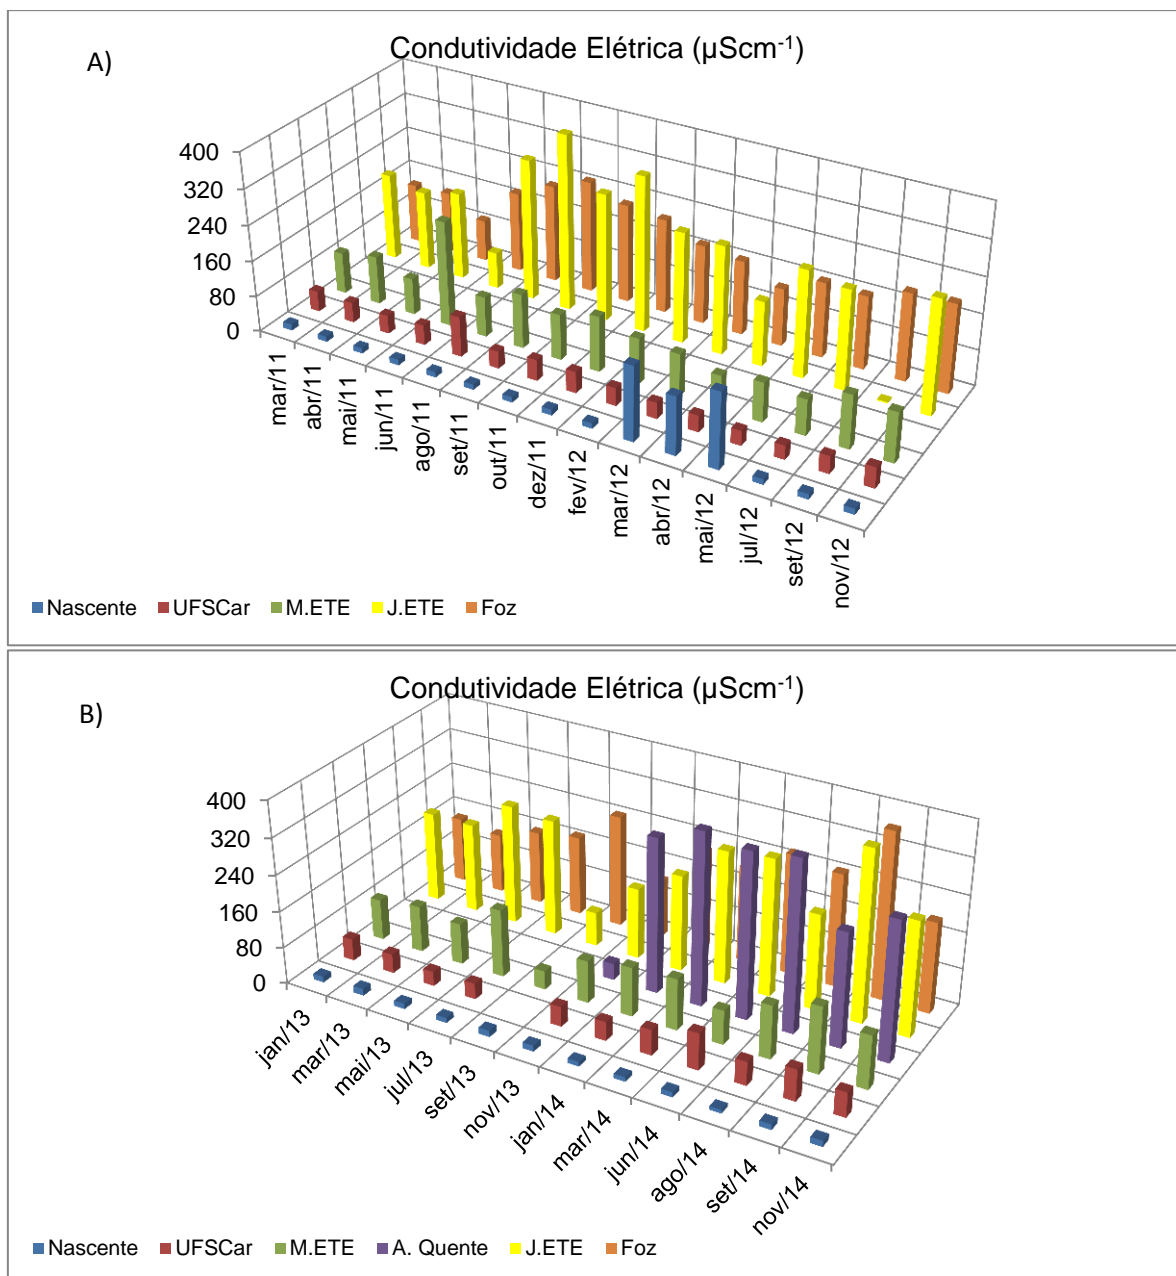 A)
Condutividade Elétrica (µScm⁻¹)
400
320
240
160
80
0
mar/11
abr/11
mai/11
jun/11
ago/11
set/11
out/11
dez/11
fev/12
mar/12
abr/12
mai/12
jul/12
set/12
nov/12
Nascente UFSCar M.ETE J.ETE Foz
B)
Condutividade Elétrica (µScm⁻¹)
400
320
240
160
80
0
jan/13
mar/13
mai/13
jul/13
set/13
nov/13
jan/14
mar/14
jun/14
ago/14
set/14
nov/14
Nascente UFSCar M.ETE A. Quente J.ETE Foz